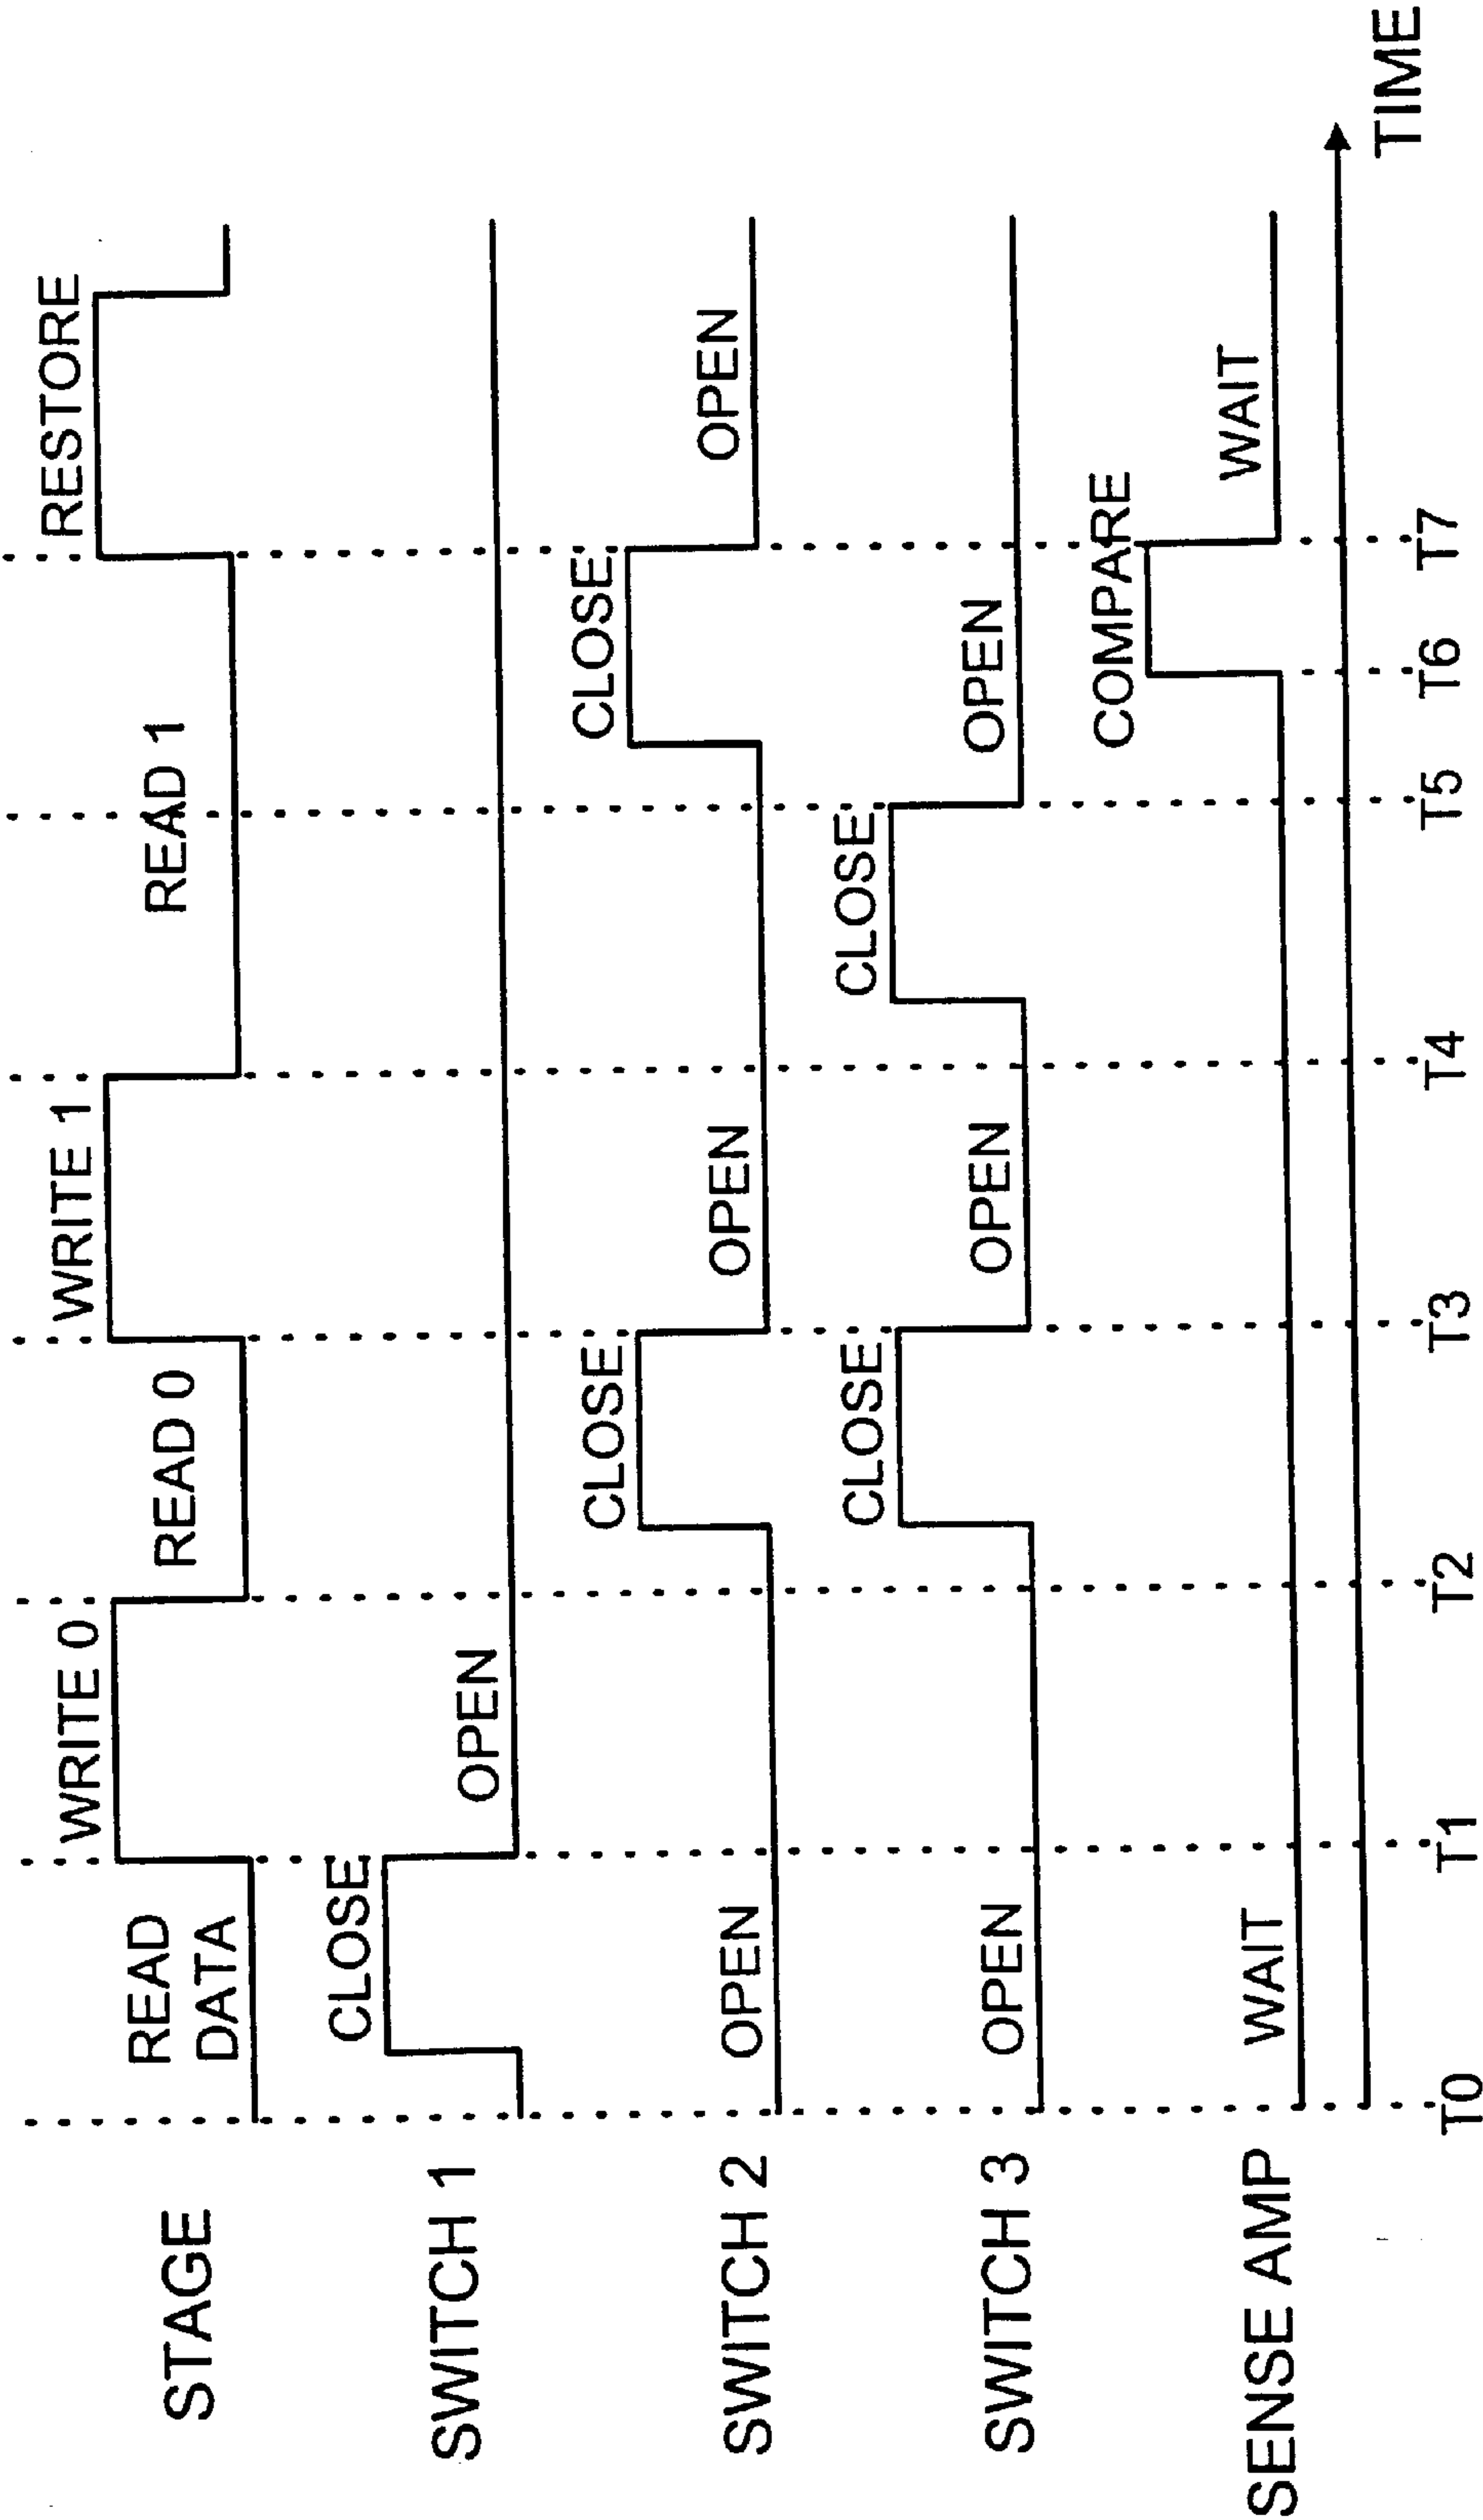 STAGE
READ
DATA
WRITE 0
READ 0
WRITE 1
READ 1
RESTORE
SWITCH 1
CLOSE
OPEN
SWITCH 2
OPEN
CLOSE
OPEN
CLOSE
OPEN
SWITCH 3
OPEN
CLOSE
OPEN
CLOSE
OPEN
SENSE AMP
WAIT
COMPARE
WAIT
T0
T1
T2
T3
T4
T5
T6
T7
TIME